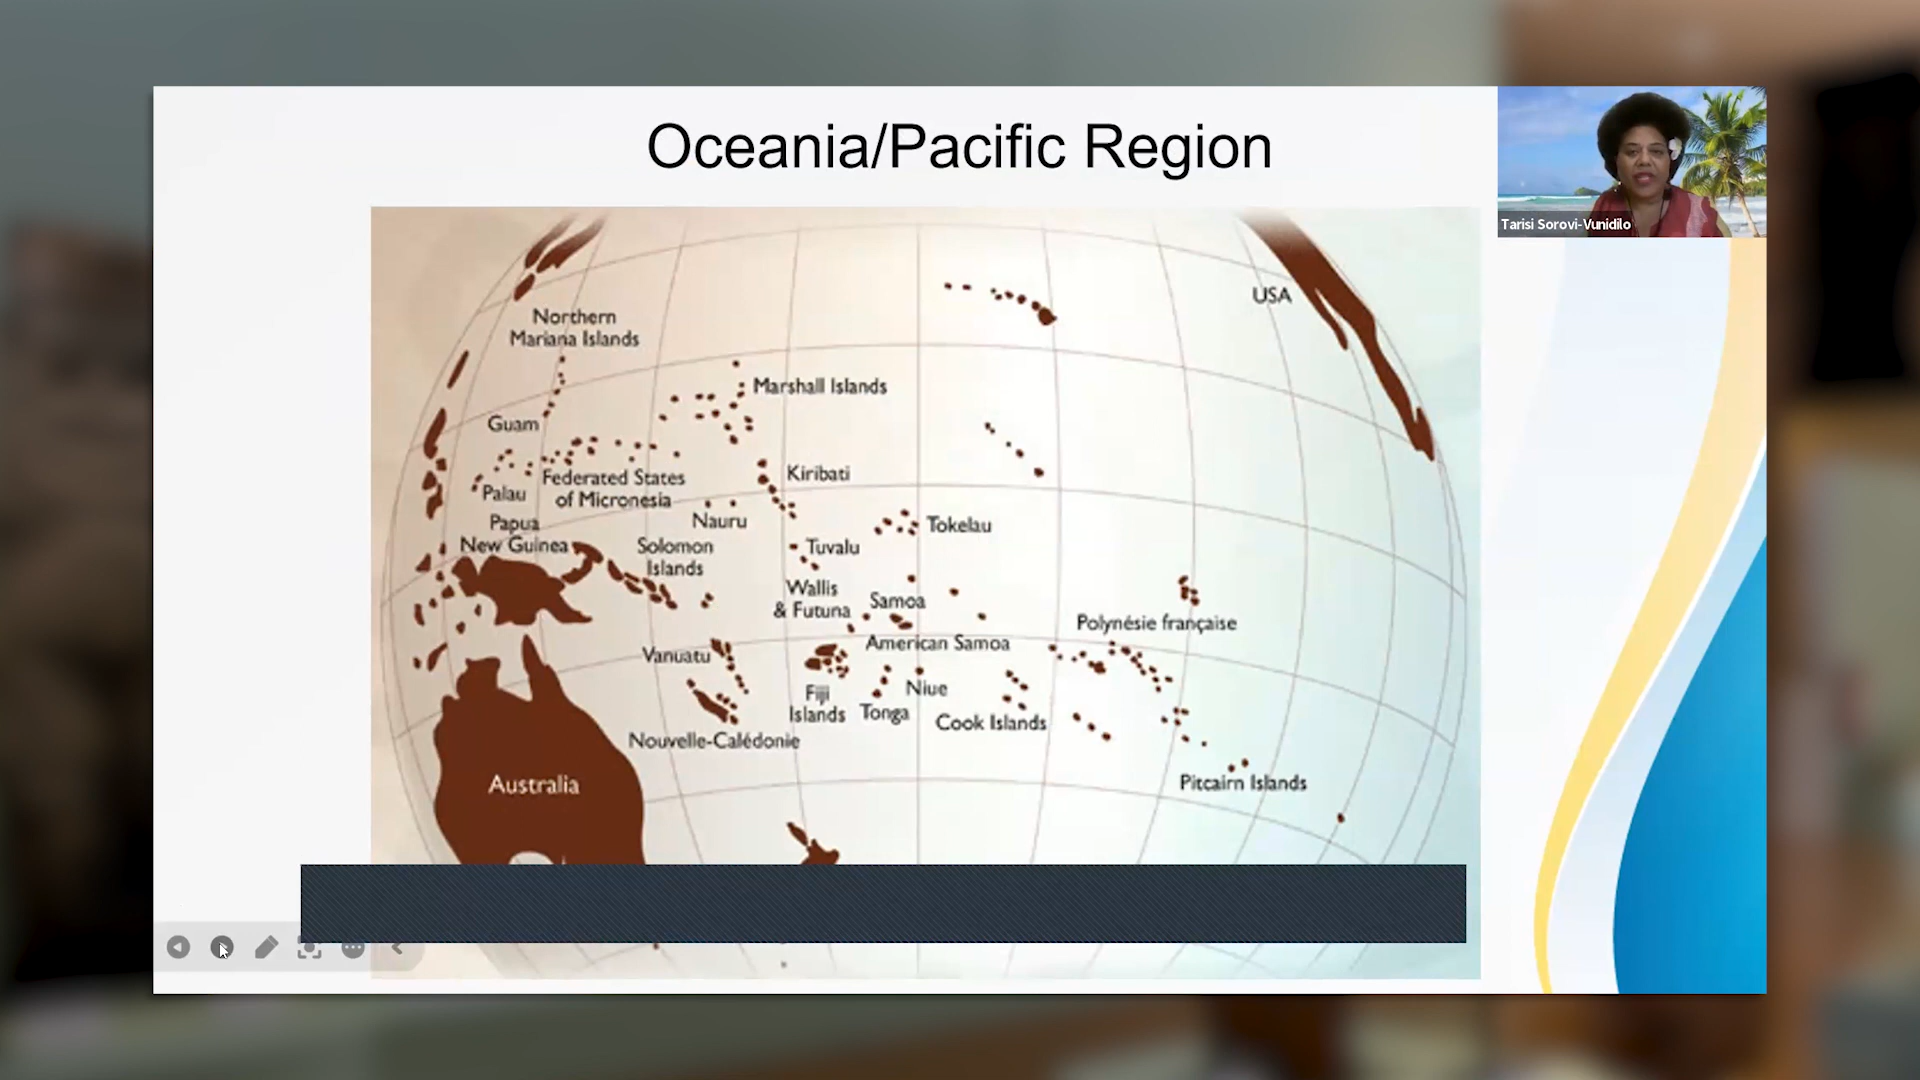 Oceania/Pacific Region
Tarisi Sorovi-Vunidilo
USA
Northern
Mariana Islands
Marshall Islands
Guam
Kiribati
Federated States
of Micronesia
Palau
Nauru
Tokelau
Papua
New Guinea
Solomon
Islands
Tuvalu
Wallis
& Futuna
Samoa
Polynésie française
American Samoa
Vanuatu
Fiji
Islands
Niue
Tonga
Cook Islands
Nouvelle-Calédonie
Australia
Pitcairn Islands